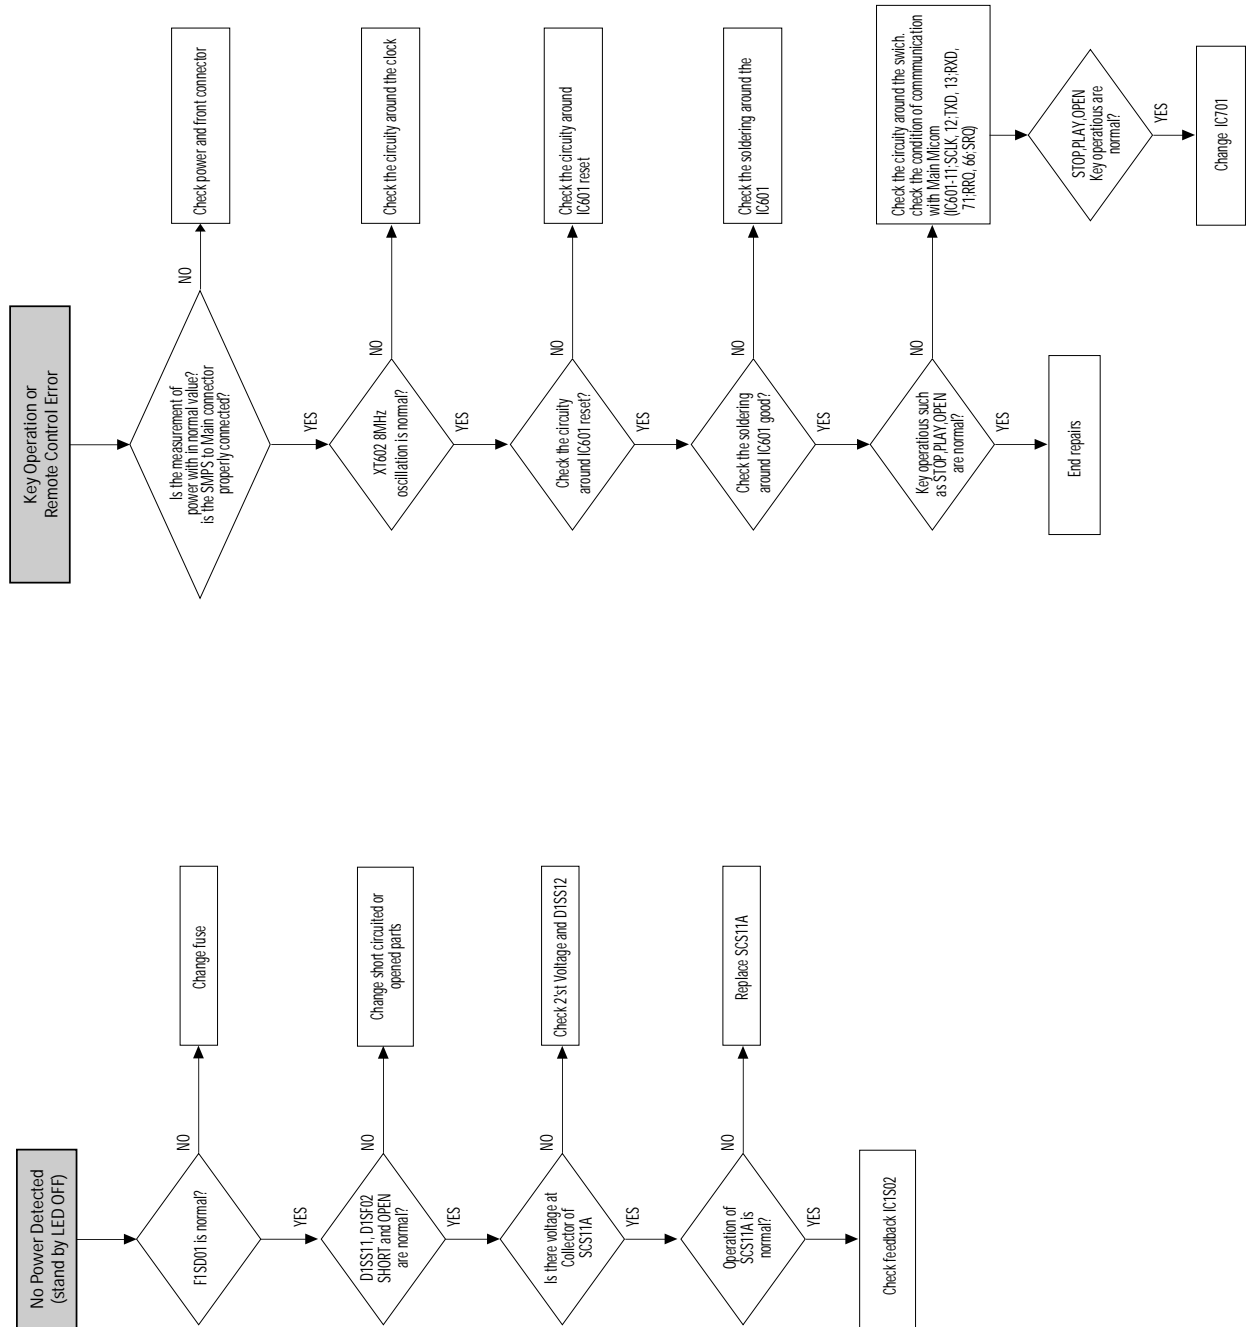 No Power Detected
(stand by LED OFF)
F1SD01 is normal?
NO
Change fuse
YES
D1SS11, D1SF02
SHORT and OPEN
are normal?
NO
Change short circuited or
opened parts
YES
Is there voltage at
Collector of
SCS11A
NO
Check 2'st Voltage and D1SS12
YES
Operation of
SCS11A is
normal?
NO
Replace SCS11A
YES
Check feedback IC1S02
Key Operation or
Remote Control Error
Is the measurement of
power with in normal value?
is the SMPS to Main connector
properly connected?
NO
Check power and front connector
YES
XT602 8MHz
oscillation is normal?
NO
Check the circuity around the clock
YES
Check the circuity
around IC601 reset?
NO
Check the circuity around
IC601 reset
YES
Check the soldering
around IC601 good?
NO
Check the soldering around the
IC601
YES
Key operatious such
as STOP,PLAY,OPEN
are normal?
NO
Check the circuity around the swich.
check the condition of communication
with Main Micom
(IC601-11;SCLK, 12;TXD, 13;RXD,
71;RRQ, 66;SRQ)
YES
End repairs
STOP,PLAY,OPEN
Key operatious are
normal?
YES
Change IC701